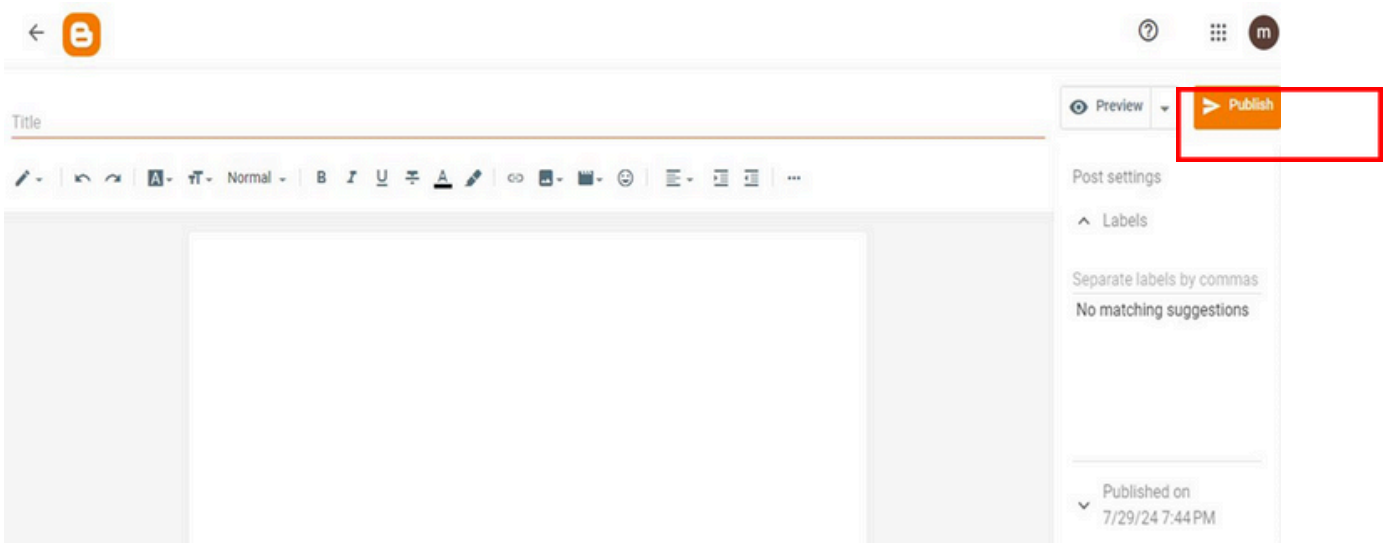 m
Preview
Publish
Title
Normal
B I U A
Post settings
Labels
Separate labels by commas
No matching suggestions
Published on
7/29/24 7:44 PM